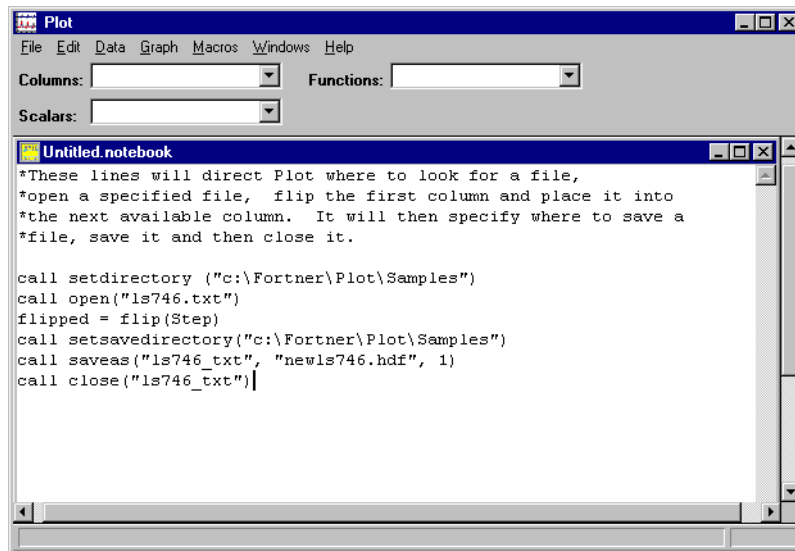 Plot
File Edit Data Graph Macros Windows Help
Columns: Functions:
Scalars:
Untitled.notebook
*These lines will direct Plot where to look for a file,
*open a specified file,  flip the first column and place it into
*the next available column.  It will then specify where to save a
*file, save it and then close it.
call setdirectory ("c:\Fortner\Plot\Samples")
call open("ls746.txt")
flipped = flip(Step)
call setsavedirectory("c:\Fortner\Plot\Samples")
call saveas("ls746_txt", "newls746.hdf", 1)
call close("ls746_txt")